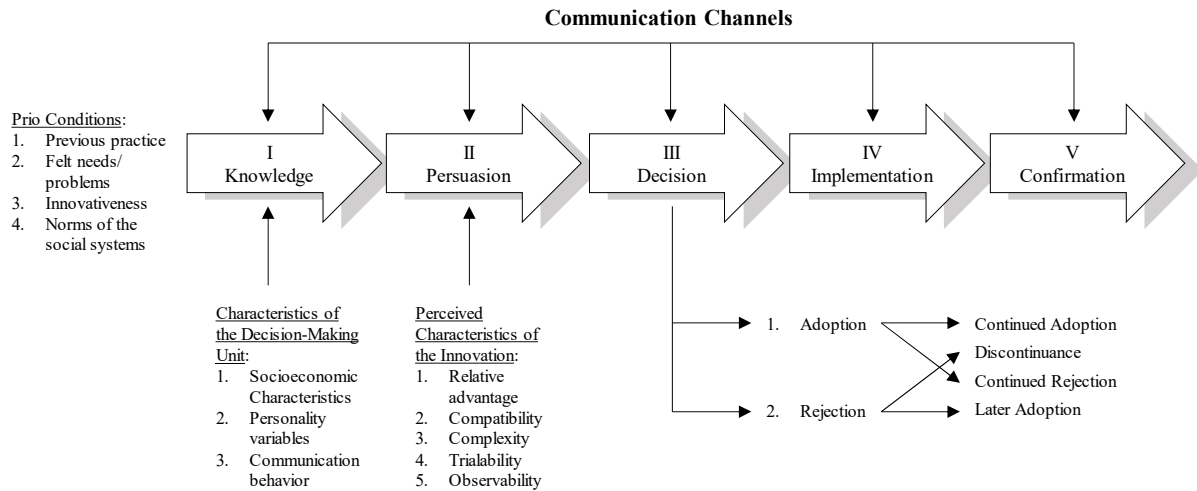 Communication Channels
Prio Conditions:
1. Previous practice
2. Felt needs/
problems
3. Innovativeness
4. Norms of the
social systems
I
Knowledge
II
Persuasion
III
Decision
IV
Implementation
V
Confirmation
Characteristics of
the Decision-Making
Unit:
1. Socioeconomic
Characteristics
2. Personality
variables
3. Communication
behavior
Perceived
Characteristics of
the Innovation:
1. Relative
advantage
2. Compatibility
3. Complexity
4. Trialability
5. Observability
1. Adoption
2. Rejection
Continued Adoption
Discontinuance
Continued Rejection
Later Adoption